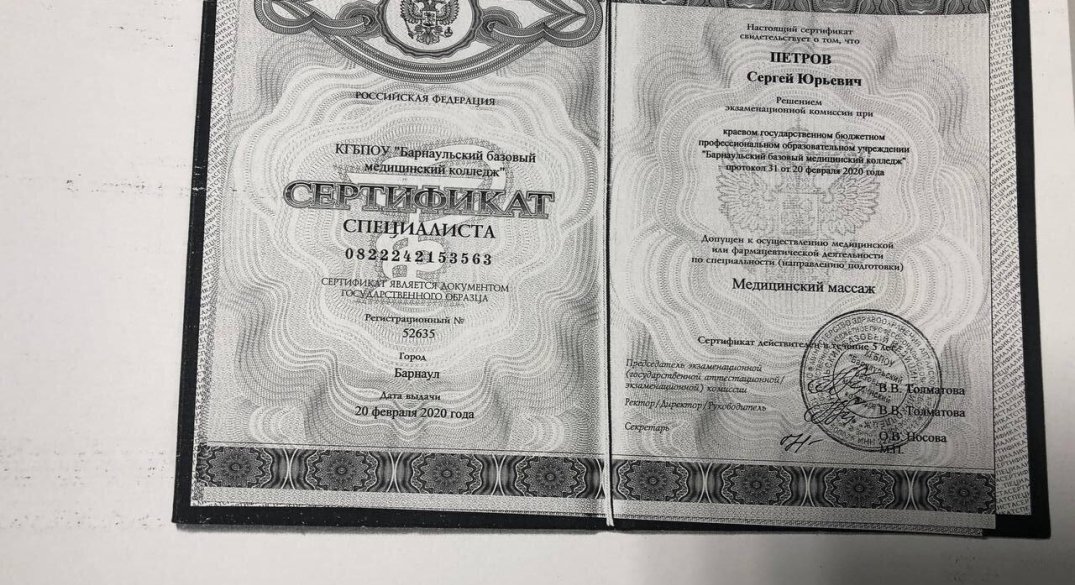 РОССИЙСКАЯ ФЕДЕРАЦИЯ
КГБПОУ "Барнаульский базовый
медицинский колледж"
СЕРТИФИКАТ
СПЕЦИАЛИСТА
0822242153563
СЕРТИФИКАТ ЯВЛЯЕТСЯ ДОКУМЕНТОМ
ГОСУДАРСТВЕННОГО ОБРАЗЦА
Регистрационный №
52635
Город
Барнаул
Дата выдачи
20 февраля 2020 года
Настоящий сертификат
свидетельствует о том, что
ПЕТРОВ
Сергей Юрьевич
Решением
экзаменационной комиссии при
краевом государственном бюджетном
профессиональном образовательном учреждении
"Барнаульский базовый медицинский колледж"
протокол 31 от 20 февраля 2020 года
Допущен к осуществлению медицинской
или фармацевтической деятельности
по специальности (направлению подготовки)
Медицинский массаж
Сертификат действителен в течение 5 лет
Председатель экзаменационной
(государственной аттестационной/
экзаменационной) комиссии
В.В. Толматова
Ректор/Директор/Руководитель
В.В. Толматова
Секретарь
О.В. Носова
М.П.